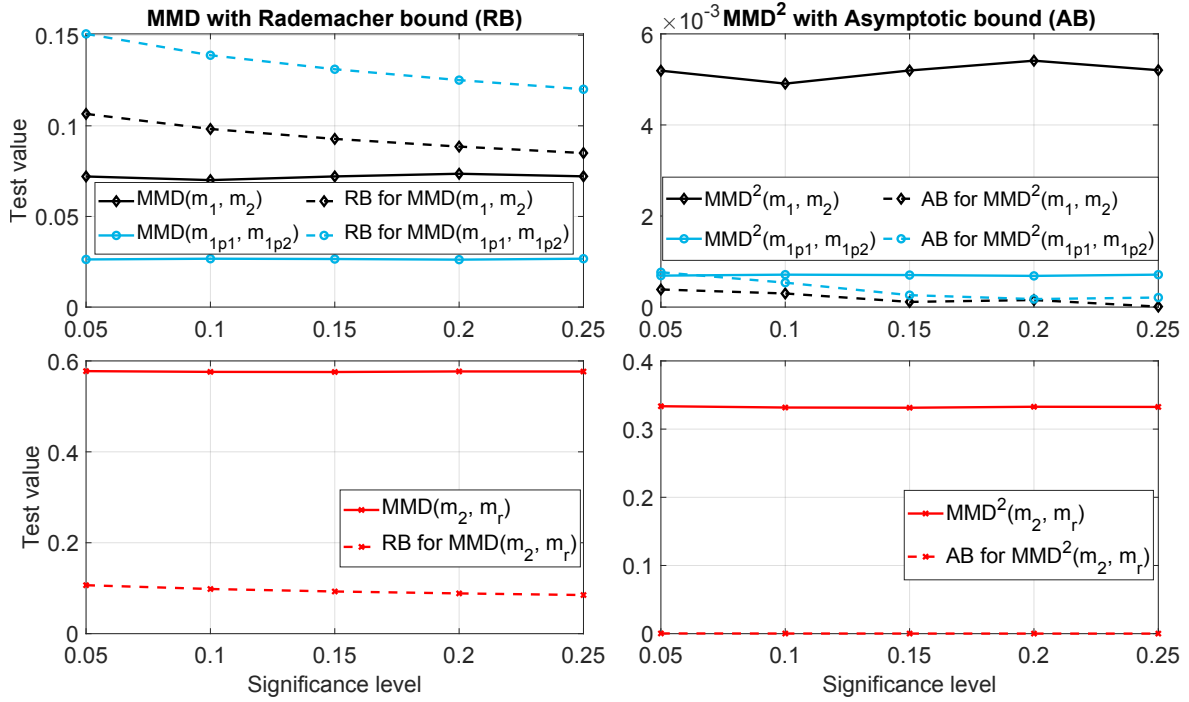 MMD with Rademacher bound (RB)
Test value
0.15
0.1
0.05
0
MMD(m1, m2)
RB for MMD(m1, m2)
MMD(m1p1, m1p2)
RB for MMD(m1p1, m1p2)
0.05 0.1 0.15 0.2 0.25
×10-3
MMD2 with Asymptotic bound (AB)
6
4
2
0
MMD2(m1, m2)
AB for MMD2(m1, m2)
MMD2(m1p1, m1p2)
AB for MMD2(m1p1, m1p2)
0.05 0.1 0.15 0.2 0.25
Test value
0.6
0.4
0.2
0
MMD(m2, mr)
RB for MMD(m2, mr)
0.05 0.1 0.15 0.2 0.25
Significance level
0.4
0.3
0.2
0.1
0
MMD2(m2, mr)
AB for MMD2(m2, mr)
0.05 0.1 0.15 0.2 0.25
Significance level